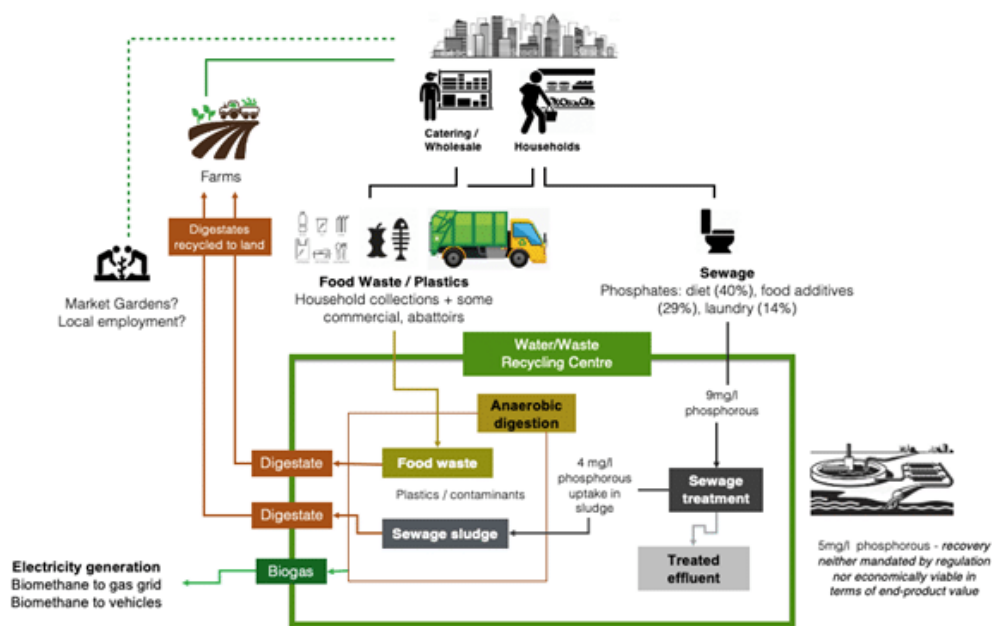 Catering /
Wholesale
Households
Farms
Digestates
recycled to land
Food Waste / Plastics
Household collections + some
commercial, abattoirs
Sewage
Phosphates: diet (40%), food additives
(29%), laundry (14%)
Market Gardens?
Local employment?
Water/Waste
Recycling Centre
9mg/l
phosphorous
Anaerobic
digestion
Digestate
Food waste
4 mg/l
phosphorous
uptake in
sludge
Sewage
treatment
Plastics / contaminants
Digestate
Sewage sludge
Treated
effluent
5mg/l phosphorous - recovery
neither mandated by regulation
nor economically viable in
terms of end-product value
Biogas
Electricity generation
Biomethane to gas grid
Biomethane to vehicles